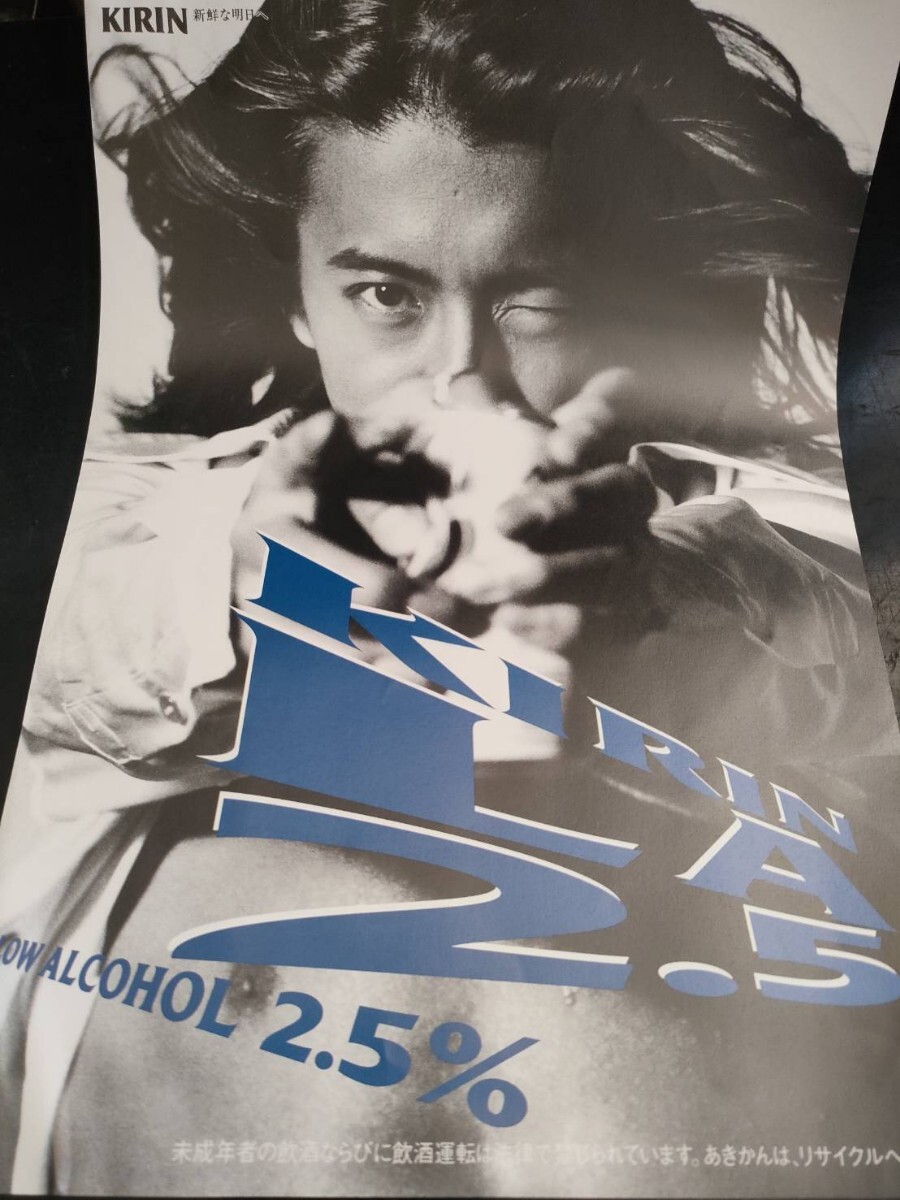 KIRIN 新鮮な明日へ
KIRIN
LA
2.5
LOW ALCOHOL 2.5%
未成年者の飲酒ならびに飲酒運転は法律で禁じられています。あきかんは、リサイクルへ